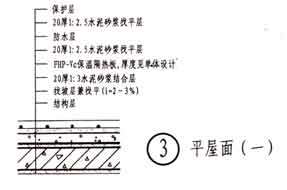 保护层
20厚1:2.5水泥砂浆找平层
防水层
20厚1:2.5水泥砂浆找平层
FHP-Vc保温隔热板,厚度见单体设计
20厚1:3水泥砂浆结合层
找坡层兼找平(i=2-3%)
结构层
3 平屋面(一)